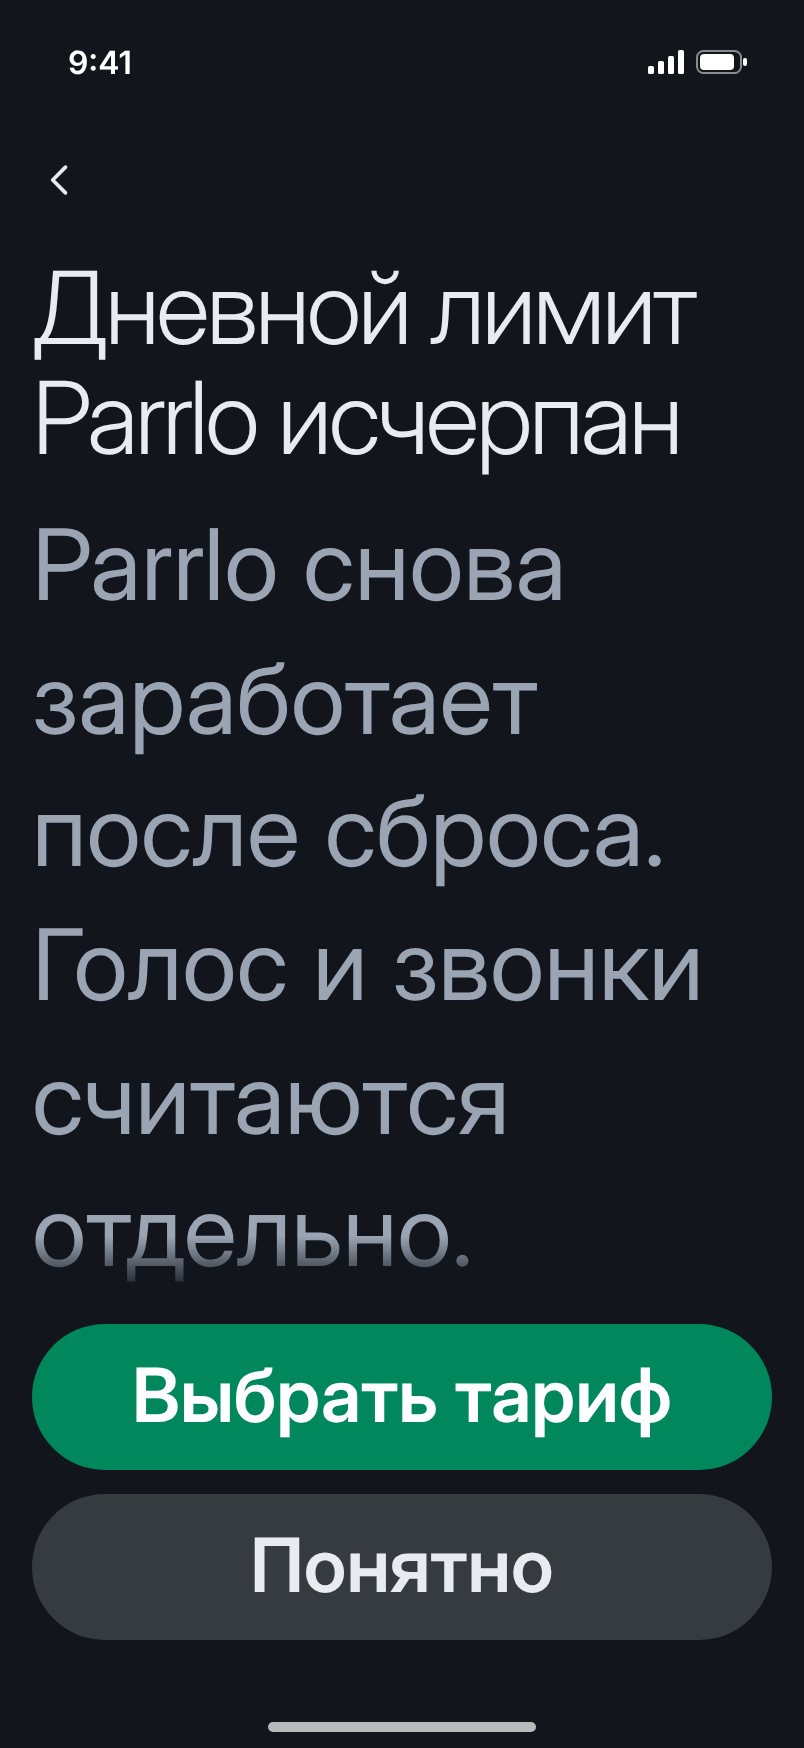 9:41
Дневной лимит
Parrlo исчерпан
Parrlo снова
заработает
после сброса.
Голос и звонки
считаются
отдельно.
Выбрать тариф
Понятно